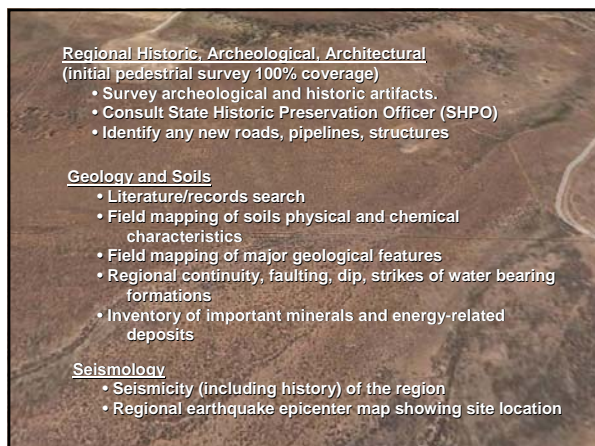 Regional Historic, Archeological, Architectural
(initial pedestrial survey 100% coverage)
• Survey archeological and historic artifacts.
• Consult State Historic Preservation Officer (SHPO)
• Identify any new roads, pipelines, structures
Geology and Soils
• Literature/records search
• Field mapping of soils physical and chemical
characteristics
• Field mapping of major geological features
• Regional continuity, faulting, dip, strikes of water bearing
formations
• Inventory of important minerals and energy-related
deposits
Seismology
• Seismicity (including history) of the region
• Regional earthquake epicenter map showing site location